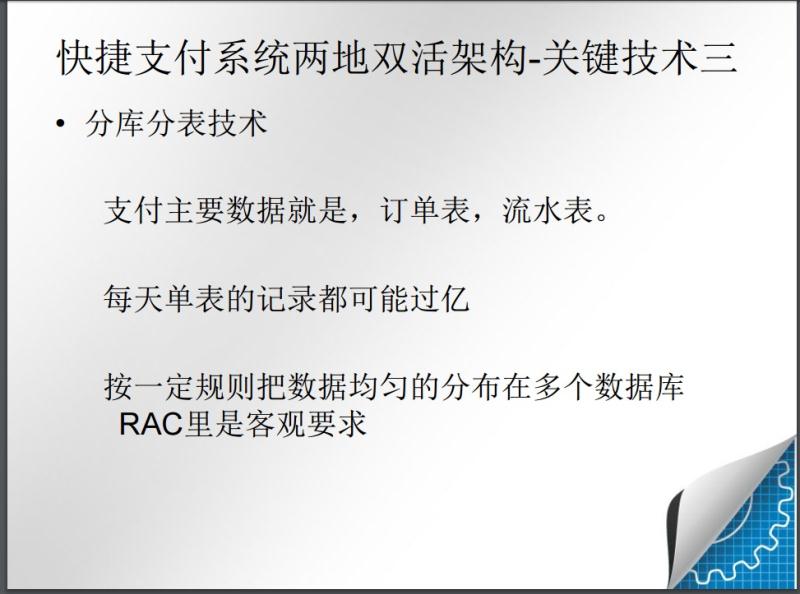 快捷支付系统两地双活架构-关键技术三
• 分库分表技术
支付主要数据就是，订单表，流水表。
每天单表的记录都可能过亿
按一定规则把数据均匀的分布在多个数据库
RAC里是客观要求